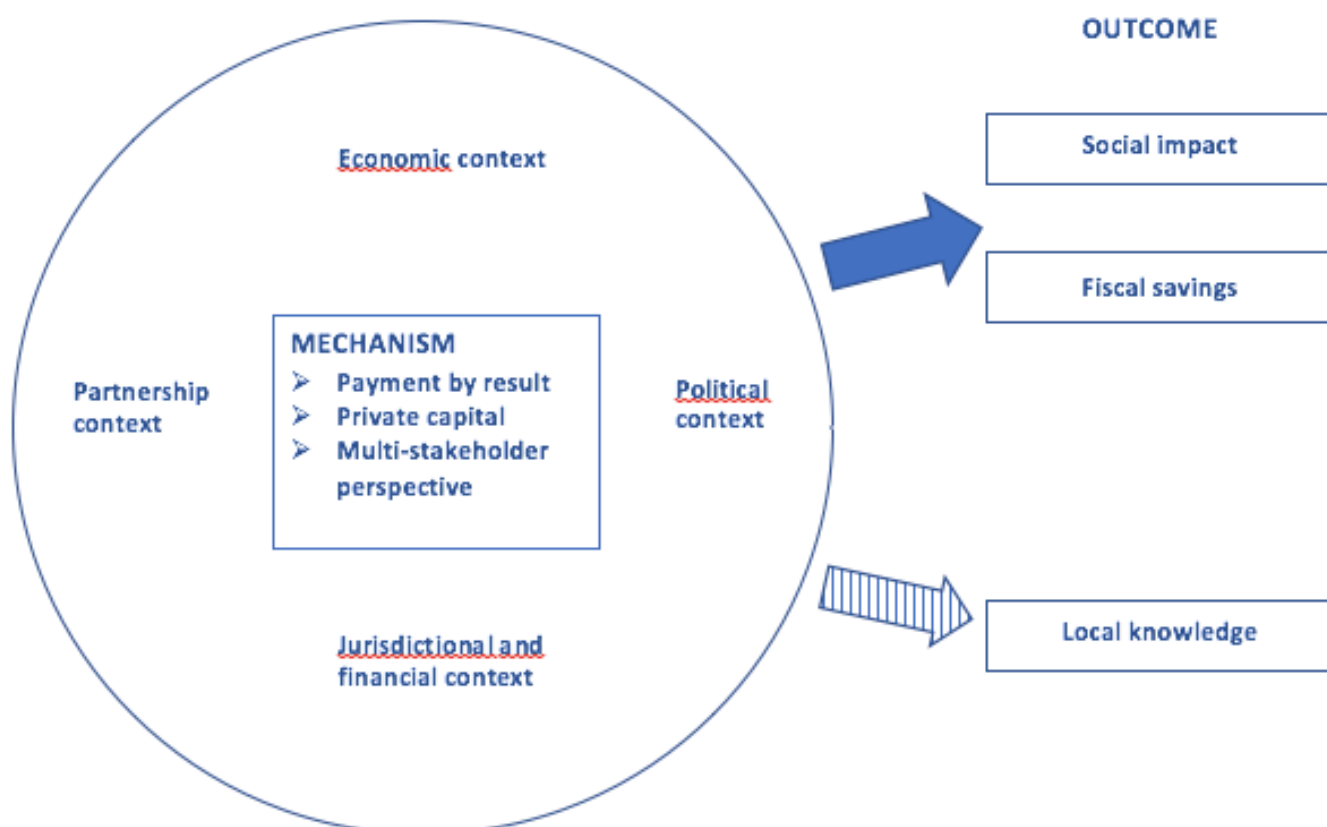 OUTCOME
Social impact
Economic context
Fiscal savings
MECHANISM
➢ Payment by result
➢ Private capital
➢ Multi-stakeholder
perspective
Partnership
context
Political
context
Local knowledge
Jurisdictional and
financial context